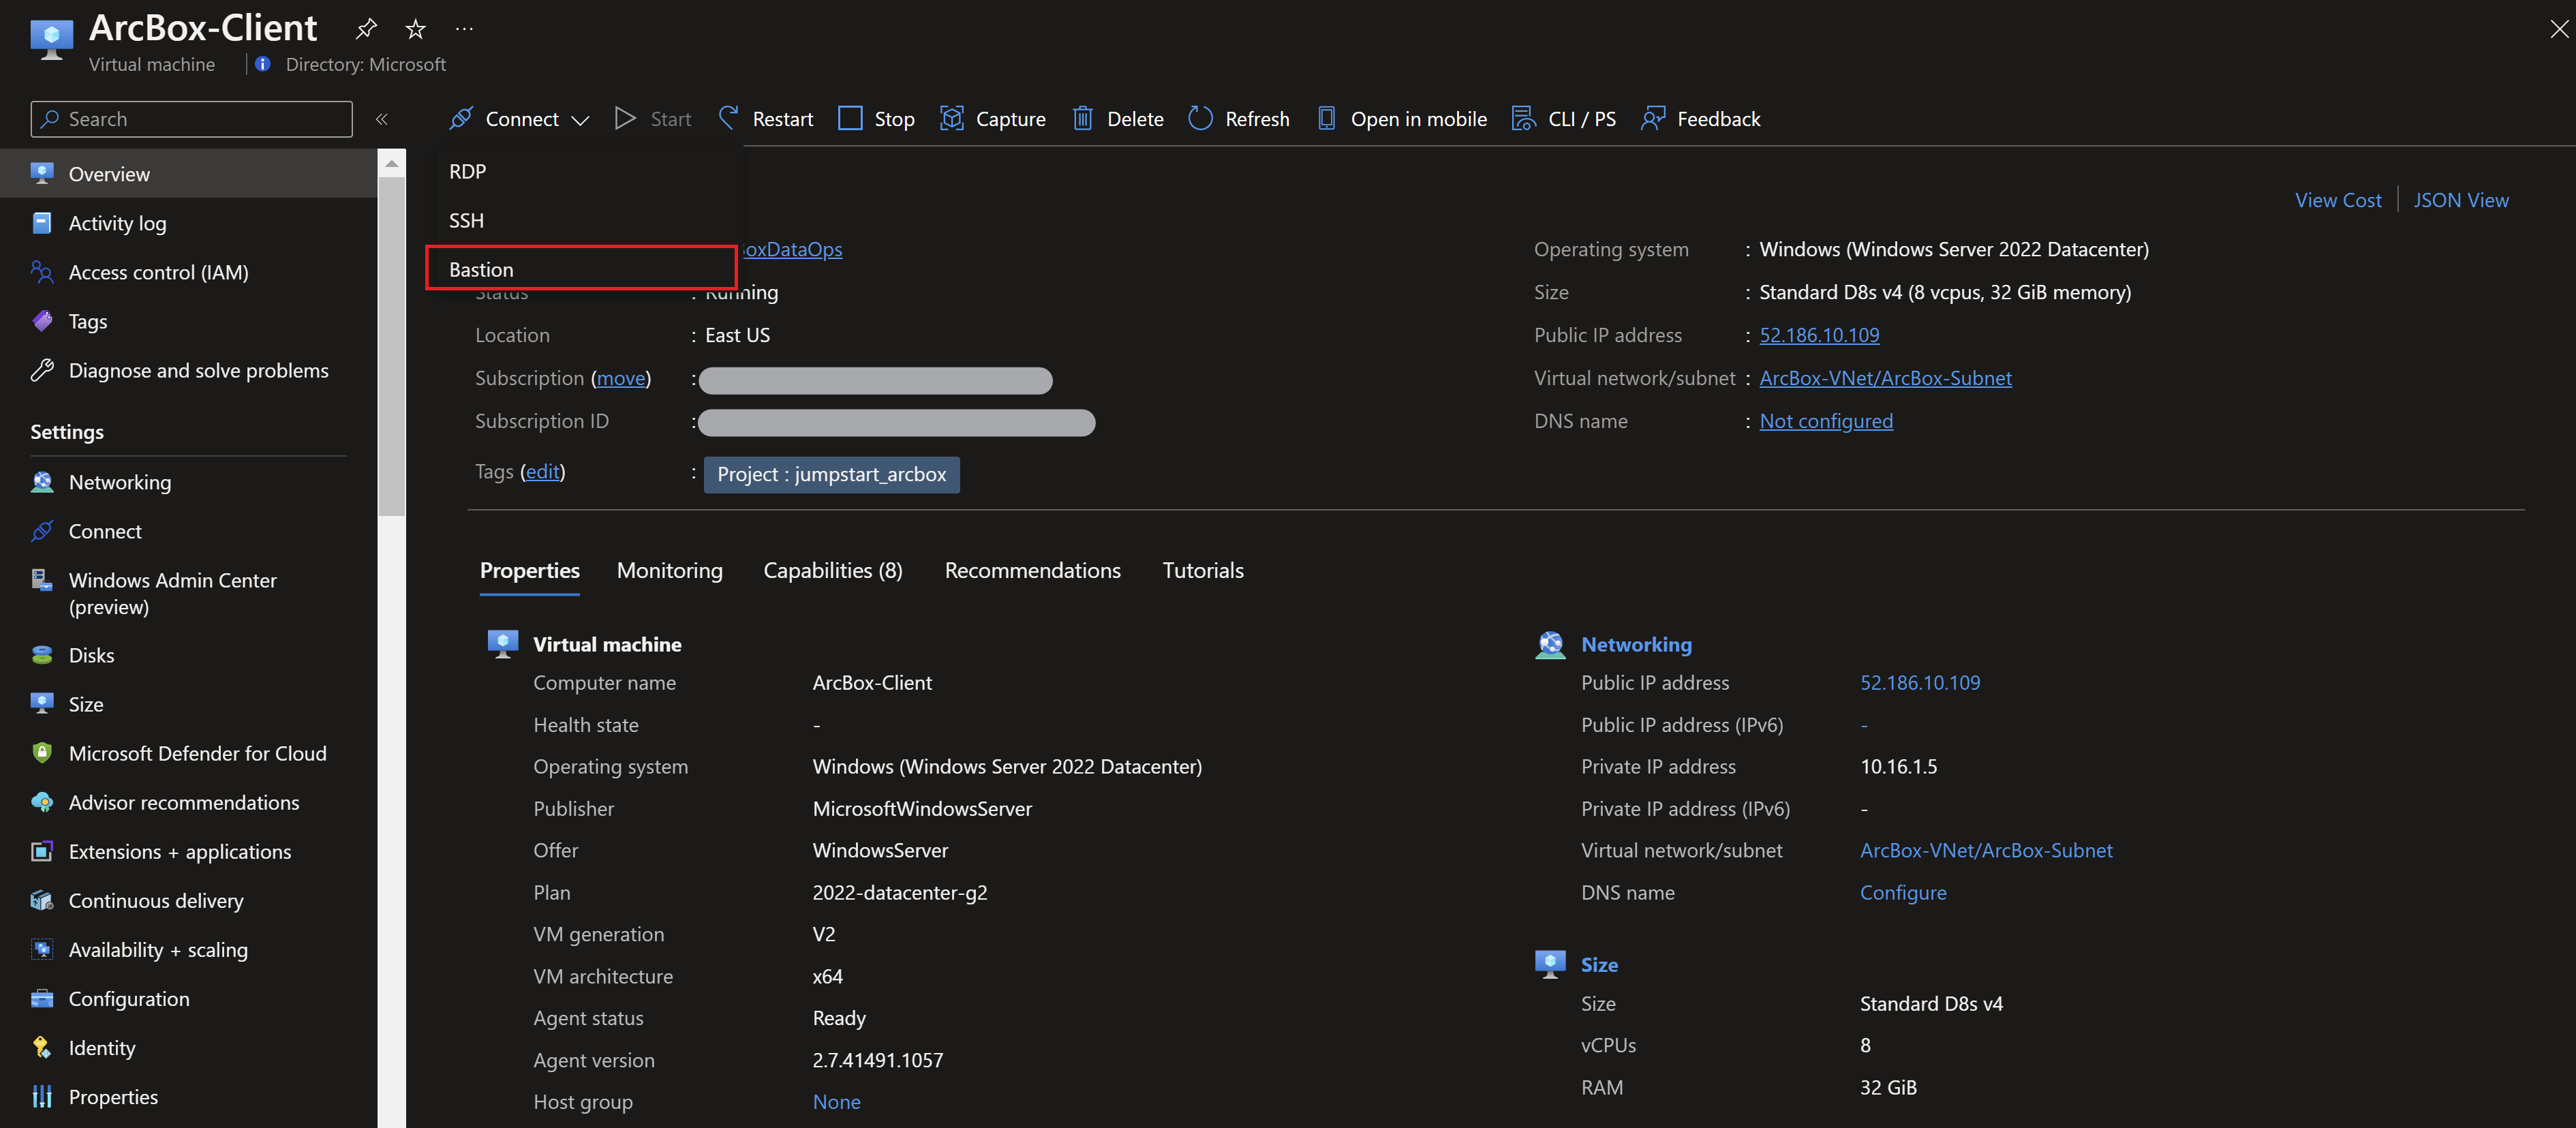 ArcBox-Client
Virtual machine
Directory: Microsoft
Search
Connect
Start
Restart
Stop
Capture
Delete
Refresh
Open in mobile
CLI / PS
Feedback
RDP
SSH
Bastion
Overview
Activity log
Access control (IAM)
Tags
Diagnose and solve problems
Settings
Networking
Connect
Windows Admin Center
(preview)
Disks
Size
Microsoft Defender for Cloud
Advisor recommendations
Extensions + applications
Continuous delivery
Availability + scaling
Configuration
Identity
Properties
View Cost
JSON View
oxDataOps
Status : Running
Location : East US
Subscription (move) :
Subscription ID :
Tags (edit) : Project : jumpstart_arcbox
Operating system : Windows (Windows Server 2022 Datacenter)
Size : Standard D8s v4 (8 vcpus, 32 GiB memory)
Public IP address : 52.186.10.109
Virtual network/subnet : ArcBox-VNet/ArcBox-Subnet
DNS name : Not configured
Properties
Monitoring
Capabilities (8)
Recommendations
Tutorials
Virtual machine
Computer name ArcBox-Client
Health state -
Operating system Windows (Windows Server 2022 Datacenter)
Publisher MicrosoftWindowsServer
Offer WindowsServer
Plan 2022-datacenter-g2
VM generation V2
VM architecture x64
Agent status Ready
Agent version 2.7.41491.1057
Host group None
Networking
Public IP address 52.186.10.109
Public IP address (IPv6) -
Private IP address 10.16.1.5
Private IP address (IPv6) -
Virtual network/subnet ArcBox-VNet/ArcBox-Subnet
DNS name Configure
Size
Size Standard D8s v4
vCPUs 8
RAM 32 GiB